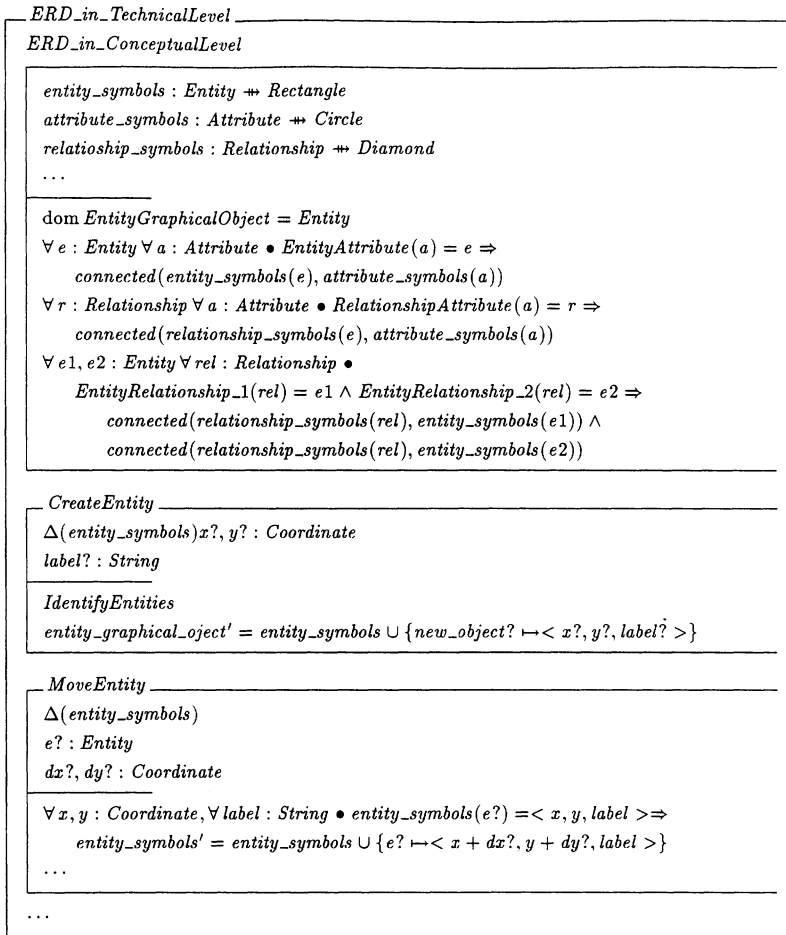 ERD_in_TechnicalLevel
ERD_in_ConceptualLevel
entity_symbols : Entity ⤀ Rectangle
attribute_symbols : Attribute ⤀ Circle
relatioship_symbols : Relationship ⤀ Diamond
...
dom EntityGraphicalObject = Entity
∀ e : Entity ∀ a : Attribute • EntityAttribute(a) = e ⇒
connected(entity_symbols(e), attribute_symbols(a))
∀ r : Relationship ∀ a : Attribute • RelationshipAttribute(a) = r ⇒
connected(relationship_symbols(e), attribute_symbols(a))
∀ e1, e2 : Entity ∀ rel : Relationship •
EntityRelationship_1(rel) = e1 ∧ EntityRelationship_2(rel) = e2 ⇒
connected(relationship_symbols(rel), entity_symbols(e1)) ∧
connected(relationship_symbols(rel), entity_symbols(e2))
CreateEntity
Δ(entity_symbols)x?, y? : Coordinate
label? : String
IdentifyEntities
entity_graphical_oject′ = entity_symbols ∪ {new_object? ↦< x?, y?, label? >}
MoveEntity
Δ(entity_symbols)
e? : Entity
dx?, dy? : Coordinate
∀ x, y : Coordinate, ∀ label : String • entity_symbols(e?) =< x, y, label >⇒
entity_symbols′ = entity_symbols ∪ {e? ↦< x + dx?, y + dy?, label >}
...
...